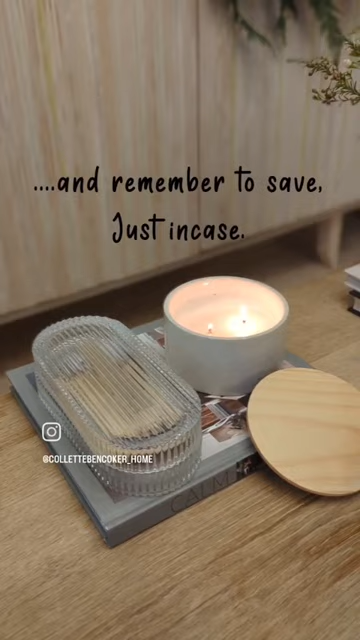 ....and remember to save,
Just incase.
@COLLETTEBENCOKER_HOME
CALM